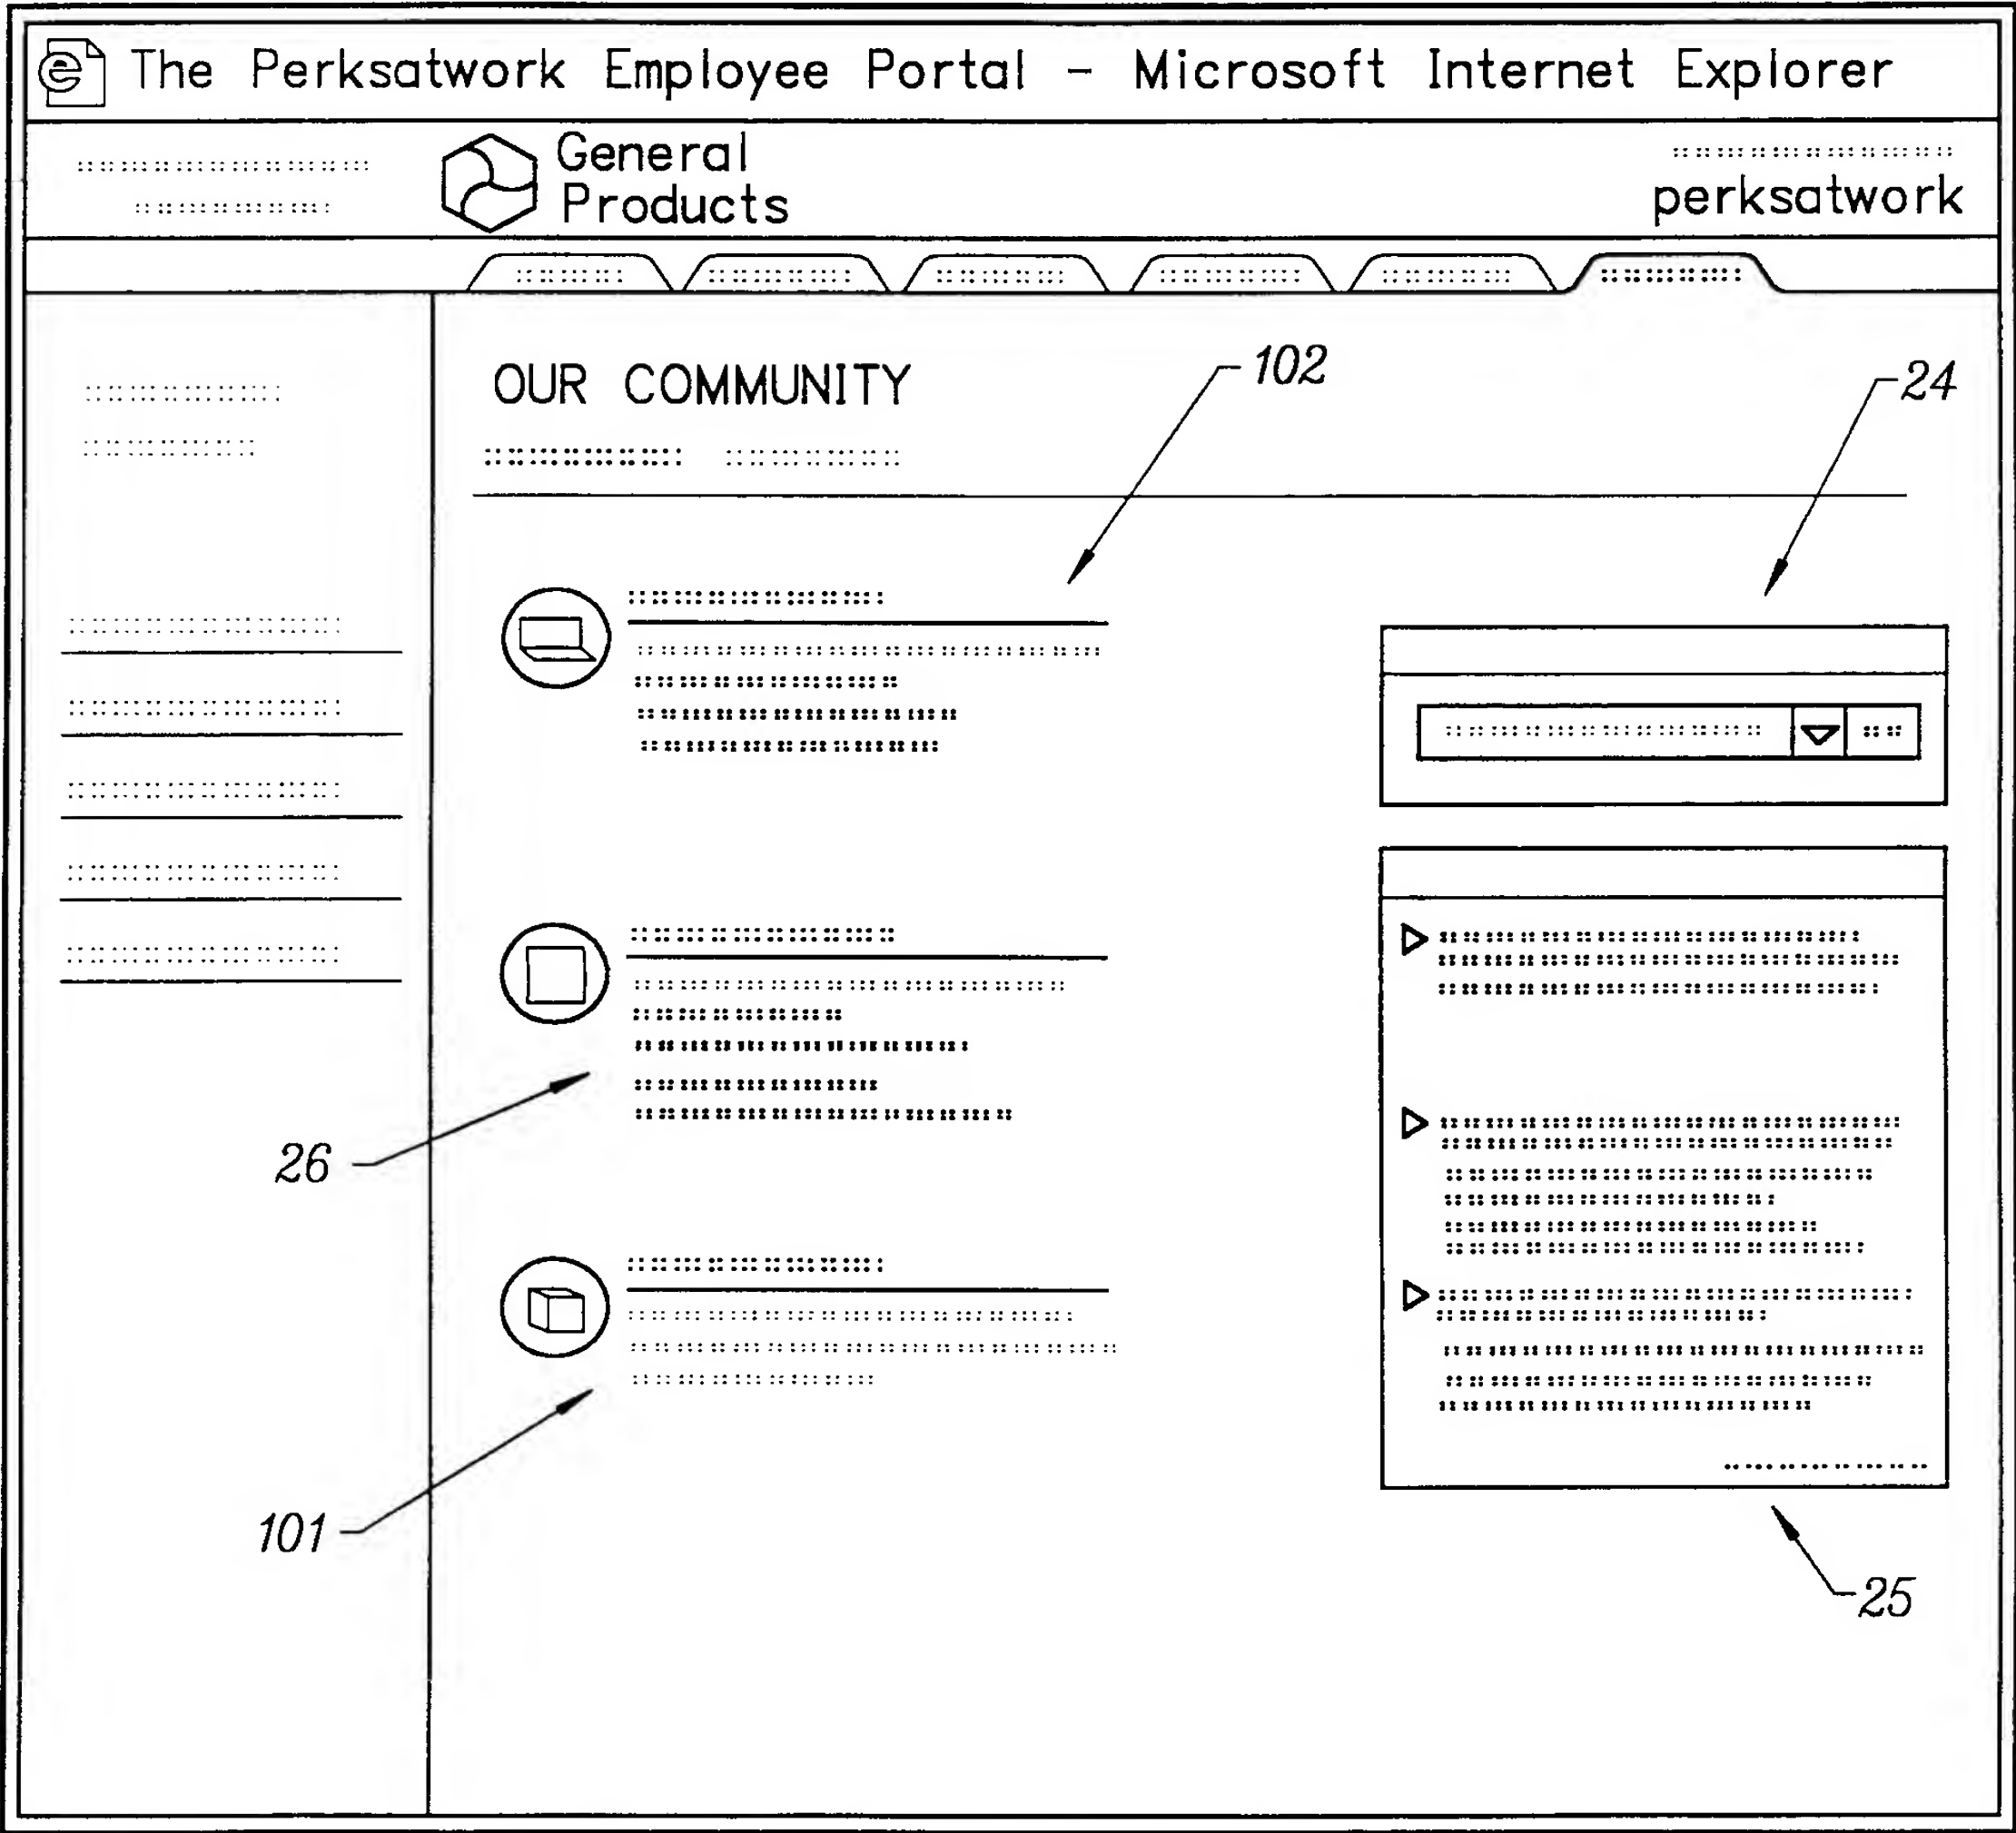 The Perksatwork Employee Portal - Microsoft Internet Explorer
General
Products
perksatwork
OUR COMMUNITY
102
24
26
101
25